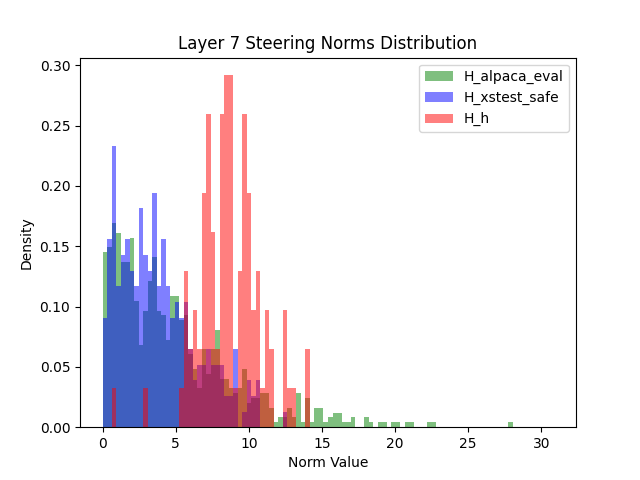 Layer 7 Steering Norms Distribution
H_alpaca_eval
H_xstest_safe
H_h
Density
0.30
0.25
0.20
0.15
0.10
0.05
0.00
0 5 10 15 20 25 30
Norm Value